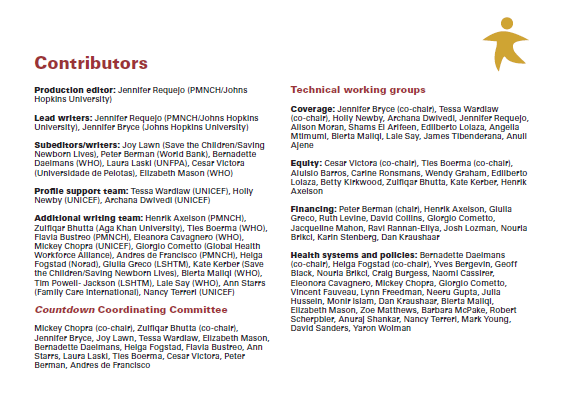 Contributors
Production editor: Jennifer Requejo (PMNCH/Johns
Hopkins University)
Lead writers: Jennifer Requejo (PMNCH/Johns Hopkins
University), Jennifer Bryce (Johns Hopkins University)
Subeditors/writers: Joy Lawn (Save the Children/Saving
Newborn Lives), Peter Berman (World Bank), Bernadette
Daelmans (WHO), Laura Laski (UNFPA), Cesar Victora
(Universidade de Pelotas), Elizabeth Mason (WHO)
Profile support team: Tessa Wardlaw (UNICEF), Holly
Newby (UNICEF), Archana Dwivedi (UNICEF)
Additional writing team: Henrik Axelson (PMNCH),
Zulfiqar Bhutta (Aga Khan University), Ties Boerma (WHO),
Flavia Bustreo (PMNCH), Eleonora Cavagnero (WHO),
Mickey Chopra (UNICEF), Giorgio Cometto (Global Health
Workforce Alliance), Andres de Francisco (PMNCH), Helga
Fogstad (Norad), Giulia Greco (LSHTM), Kate Kerber (Save
the Children/Saving Newborn Lives), Blerta Maliqi (WHO),
Tim Powell- Jackson (LSHTM), Lale Say (WHO), Ann Starrs
(Family Care International), Nancy Terreri (UNICEF)
Countdown Coordinating Committee
Mickey Chopra (co-chair), Zulfiqar Bhutta (co-chair),
Jennifer Bryce, Joy Lawn, Tessa Wardlaw, Elizabeth Mason,
Bernadette Daelmans, Helga Fogstad, Flavia Bustreo, Ann
Starrs, Laura Laski, Ties Boerma, Cesar Victora, Peter
Berman, Andres de Francisco
Technical working groups
Coverage: Jennifer Bryce (co-chair), Tessa Wardlaw
(co-chair), Holly Newby, Archana Dwivedi, Jennifer Requejo,
Alison Moran, Shams El Arifeen, Edilberto Loiaza, Angella
Mtimuni, Blerta Maliqi, Lale Say, James Tibenderana, Anuli
Ajene
Equity: Cesar Victora (co-chair), Ties Boerma (co-chair),
Aluisio Barros, Carine Ronsmans, Wendy Graham, Edilberto
Loiaza, Betty Kirkwood, Zulfiqar Bhutta, Kate Kerber, Henrik
Axelson
Financing: Peter Berman (chair), Henrik Axelson, Giulia
Greco, Ruth Levine, David Collins, Giorgio Cometto,
Jacqueline Mahon, Ravi Rannan-Eliya, Josh Lozman, Nouria
Brikci, Karin Stenberg, Dan Kraushaar
Health systems and policies: Bernadette Daelmans
(co-chair), Helga Fogstad (co-chair), Yves Bergevin, Geoff
Black, Nouria Brikci, Craig Burgess, Naomi Cassirer,
Eleonora Cavagnero, Mickey Chopra, Giorgio Cometto,
Vincent Fauveau, Lynn Freedman, Neeru Gupta, Julia
Hussein, Monir Islam, Dan Kraushaar, Blerta Maliqi,
Elizabeth Mason, Zoe Matthews, Barbara McPake, Robert
Scherpbier, Anuraj Shankar, Nancy Terreri, Mark Young,
David Sanders, Yaron Wolman